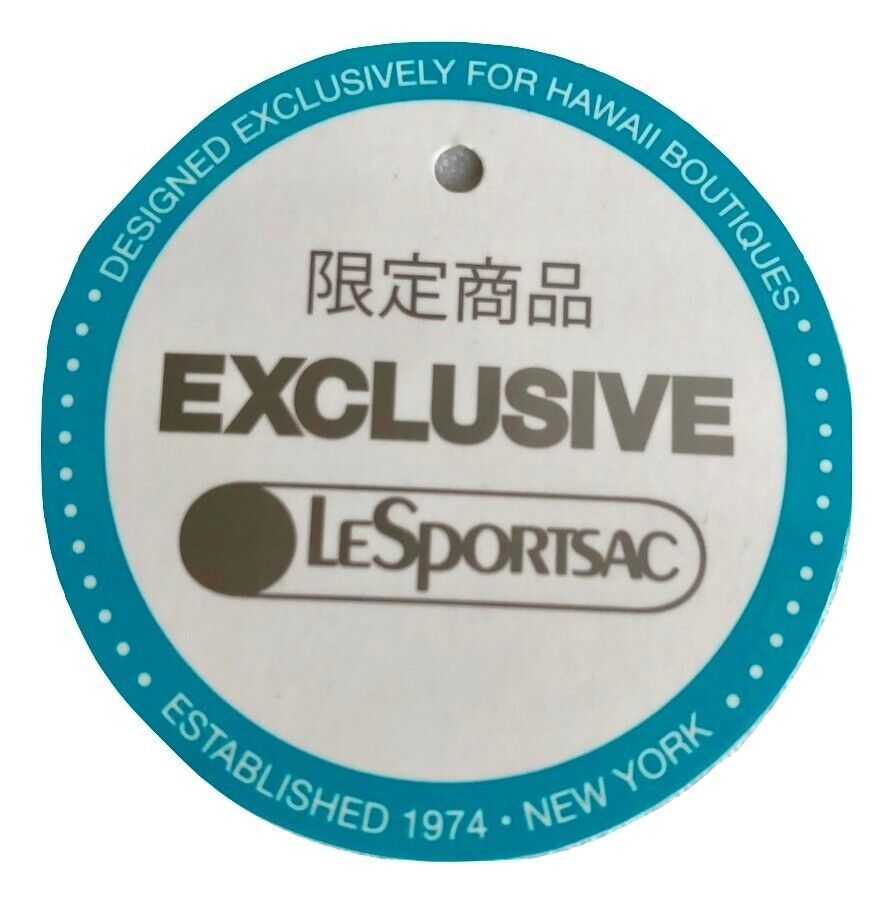 DESIGNED EXCLUSIVELY FOR HAWAII BOUTIQUES
限定商品
EXCLUSIVE
LESPORTSAC
ESTABLISHED 1974 • NEW YORK